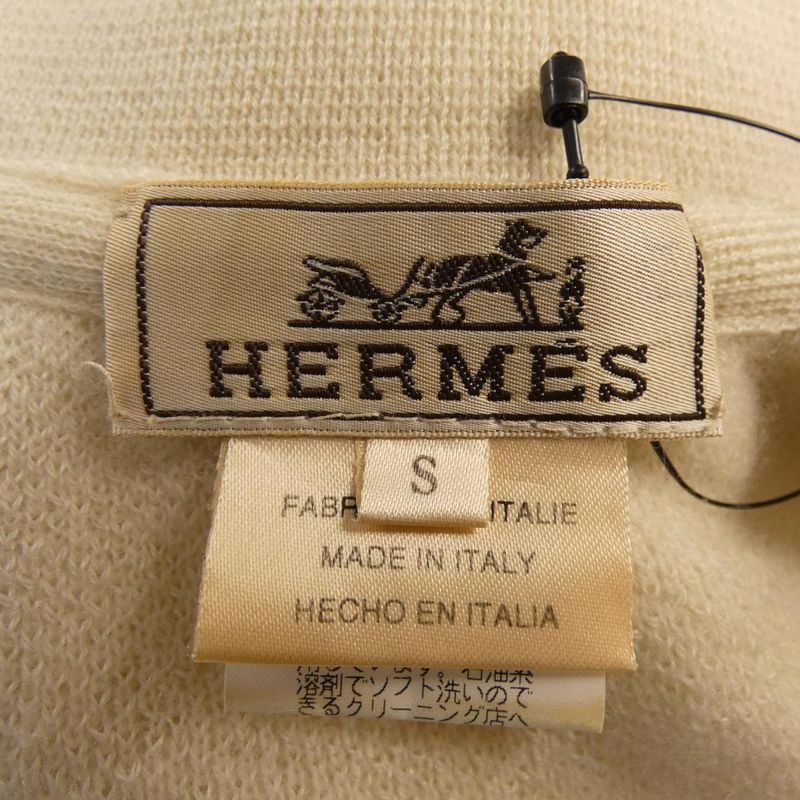 HERMÈS
S
FABR ITALIE
MADE IN ITALY
HECHO EN ITALIA
溶剤でソフト洗いので
きるクリーニング店へ